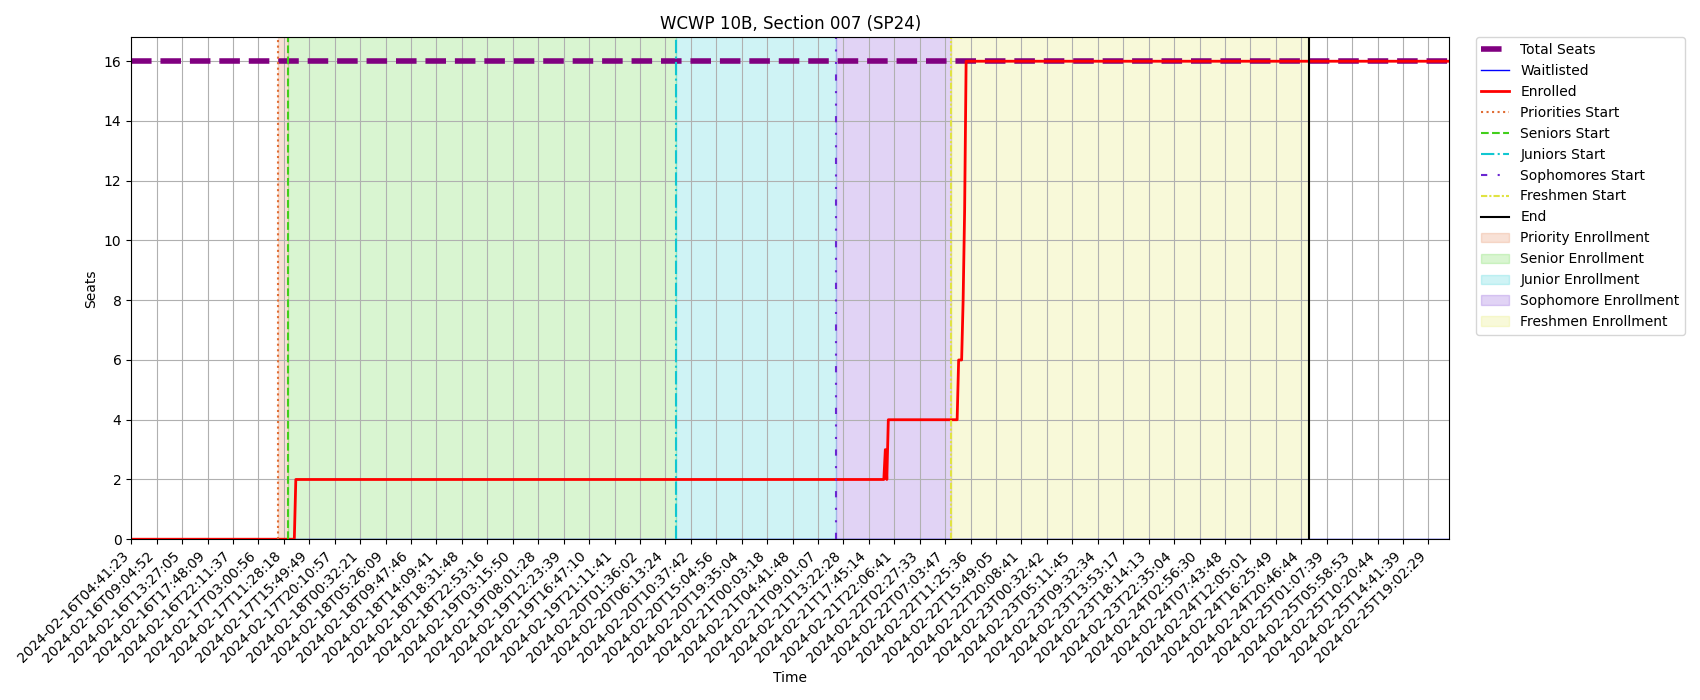 WCWP 10B, Section 007 (SP24)
Seats
16
14
12
10
8
6
4
2
0
2024-02-16T04:41:23
2024-02-16T09:04:52
2024-02-16T13:27:05
2024-02-16T17:48:09
2024-02-16T22:11:37
2024-02-17T03:00:56
2024-02-17T11:28:18
2024-02-17T15:49:49
2024-02-17T20:10:57
2024-02-18T00:32:21
2024-02-18T05:26:09
2024-02-18T09:47:46
2024-02-18T14:09:41
2024-02-18T18:31:48
2024-02-18T22:53:16
2024-02-19T03:15:50
2024-02-19T08:01:28
2024-02-19T12:23:39
2024-02-19T16:47:10
2024-02-19T21:11:41
2024-02-20T01:36:02
2024-02-20T06:13:24
2024-02-20T10:37:42
2024-02-20T15:04:56
2024-02-20T19:35:04
2024-02-21T00:03:18
2024-02-21T04:41:48
2024-02-21T09:01:07
2024-02-21T13:22:28
2024-02-21T17:45:14
2024-02-21T22:06:41
2024-02-22T02:27:33
2024-02-22T07:03:47
2024-02-22T11:25:36
2024-02-22T15:49:05
2024-02-22T20:08:41
2024-02-23T00:32:42
2024-02-23T05:11:45
2024-02-23T09:32:34
2024-02-23T13:53:17
2024-02-23T18:14:13
2024-02-23T22:35:04
2024-02-24T02:56:30
2024-02-24T07:43:48
2024-02-24T12:05:01
2024-02-24T16:25:49
2024-02-24T20:46:44
2024-02-25T01:07:39
2024-02-25T05:58:53
2024-02-25T10:20:44
2024-02-25T14:41:39
2024-02-25T19:02:29
Time
Total Seats
Waitlisted
Enrolled
Priorities Start
Seniors Start
Juniors Start
Sophomores Start
Freshmen Start
End
Priority Enrollment
Senior Enrollment
Junior Enrollment
Sophomore Enrollment
Freshmen Enrollment